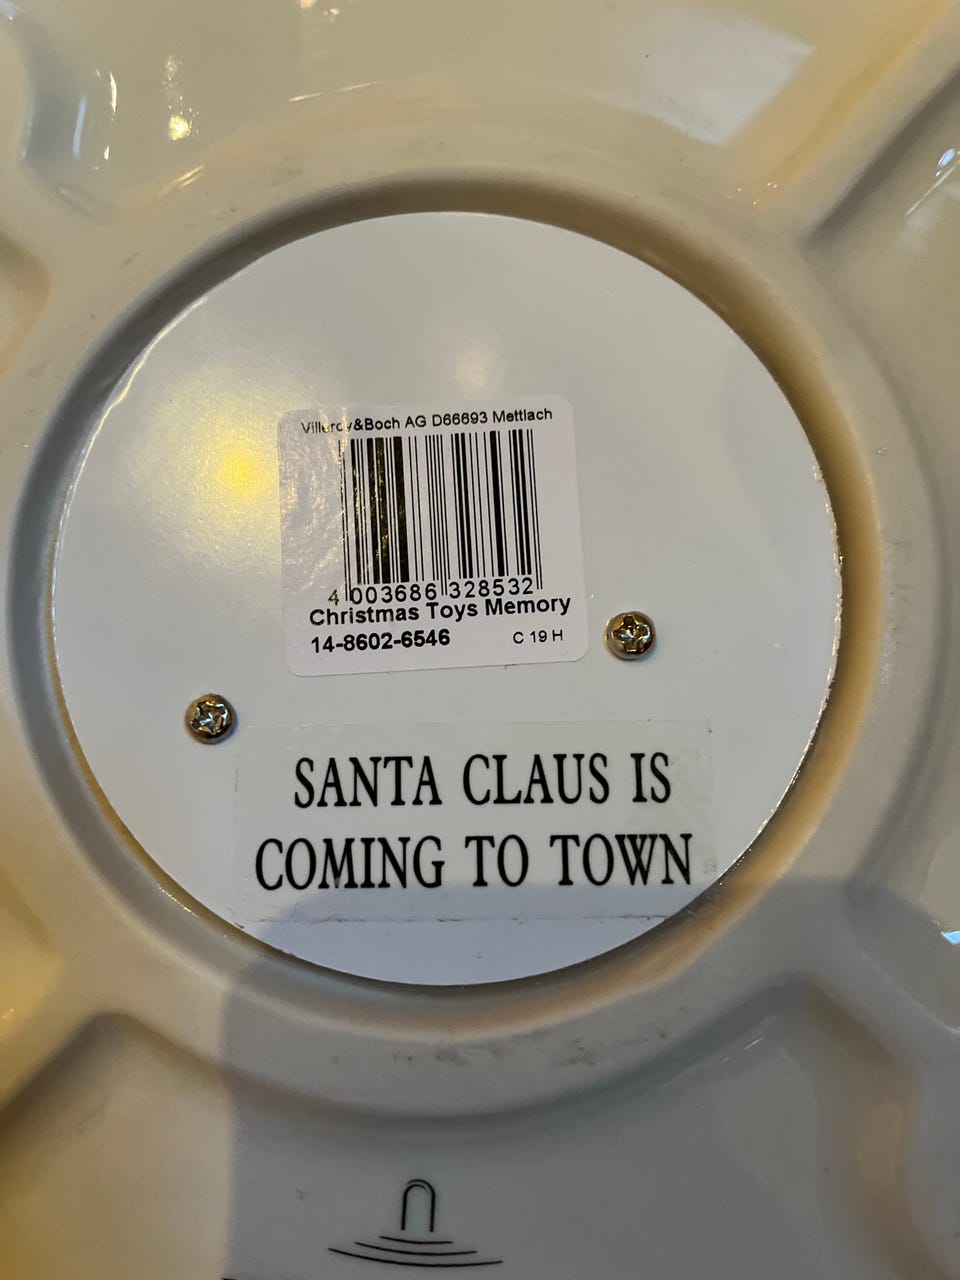 Villeroy&Boch AG D66693 Mettlach
4 003686 328532
Christmas Toys Memory
14-8602-6546 C 19 H
SANTA CLAUS IS
COMING TO TOWN